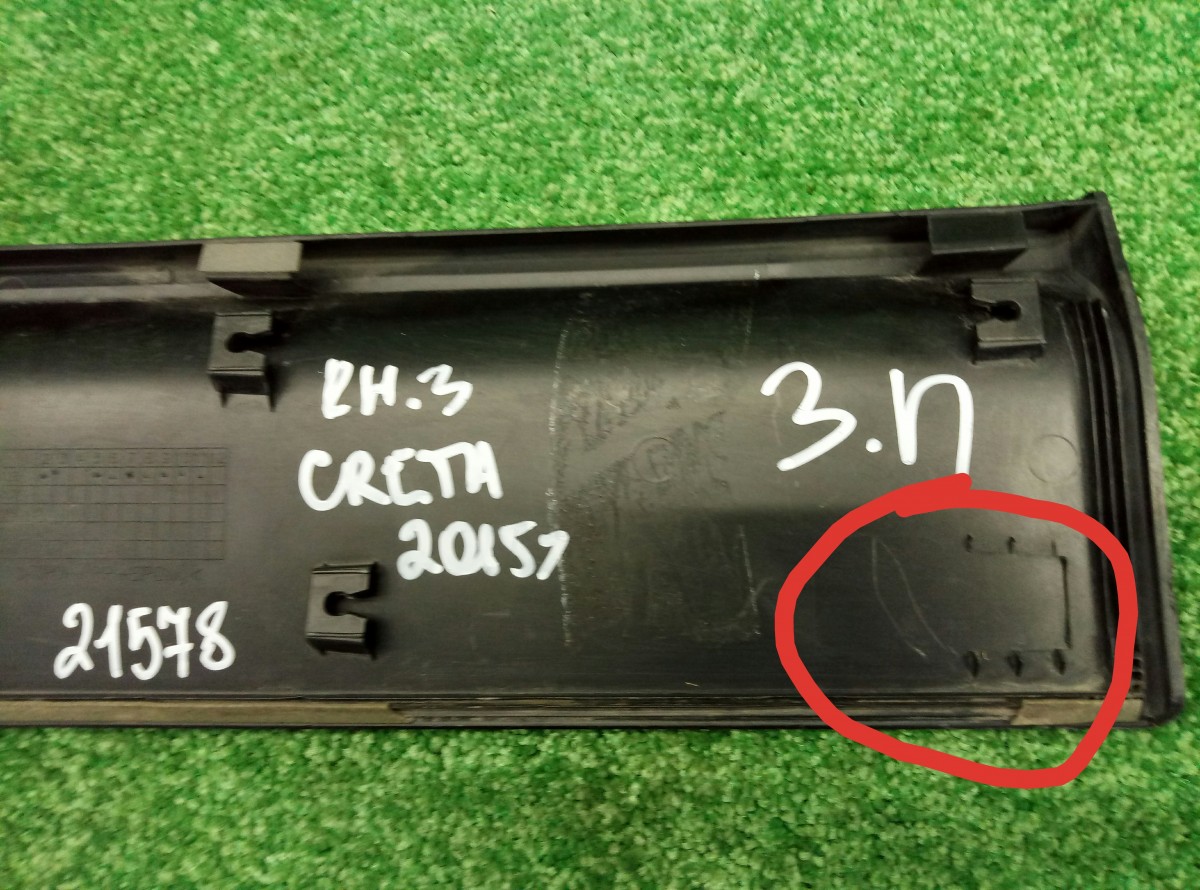 RH.3
CRETA
2015>
3.П
21578